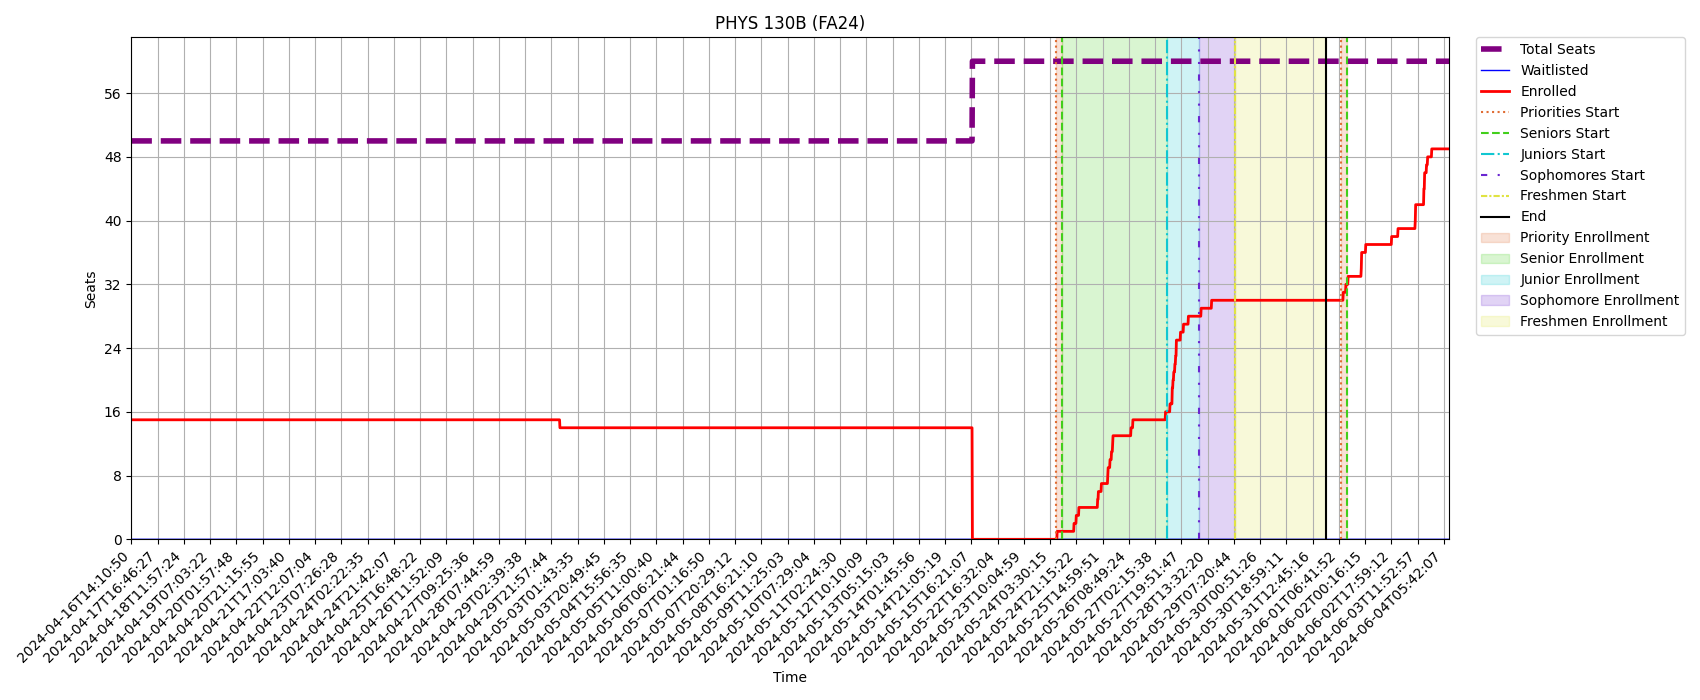 PHYS 130B (FA24)
Total Seats
Waitlisted
Enrolled
Priorities Start
Seniors Start
Juniors Start
Sophomores Start
Freshmen Start
End
Priority Enrollment
Senior Enrollment
Junior Enrollment
Sophomore Enrollment
Freshmen Enrollment
Seats
56
48
40
32
24
16
8
0
2024-04-16T14:10:50
2024-04-17T16:46:27
2024-04-18T11:57:24
2024-04-19T07:03:22
2024-04-20T01:57:48
2024-04-20T21:15:55
2024-04-21T17:03:40
2024-04-22T12:07:04
2024-04-23T07:26:28
2024-04-24T02:22:35
2024-04-24T21:42:07
2024-04-25T16:48:22
2024-04-26T11:52:09
2024-04-27T09:25:36
2024-04-28T07:44:59
2024-04-29T02:39:38
2024-04-29T21:57:44
2024-05-03T01:43:35
2024-05-03T20:49:45
2024-05-04T15:56:35
2024-05-05T11:00:40
2024-05-06T06:21:44
2024-05-07T01:16:50
2024-05-07T20:29:12
2024-05-08T16:21:10
2024-05-09T11:25:03
2024-05-10T07:29:04
2024-05-11T02:24:30
2024-05-12T10:10:09
2024-05-13T05:15:03
2024-05-14T01:45:56
2024-05-14T21:05:19
2024-05-15T16:21:07
2024-05-22T16:32:04
2024-05-23T10:04:59
2024-05-24T03:30:15
2024-05-24T21:15:22
2024-05-25T14:59:51
2024-05-26T08:49:24
2024-05-27T02:15:38
2024-05-27T19:51:47
2024-05-28T13:32:20
2024-05-29T07:20:44
2024-05-30T00:51:26
2024-05-30T18:59:11
2024-05-31T12:45:16
2024-06-01T06:41:52
2024-06-02T00:16:15
2024-06-02T17:59:12
2024-06-03T11:52:57
2024-06-04T05:42:07
Time